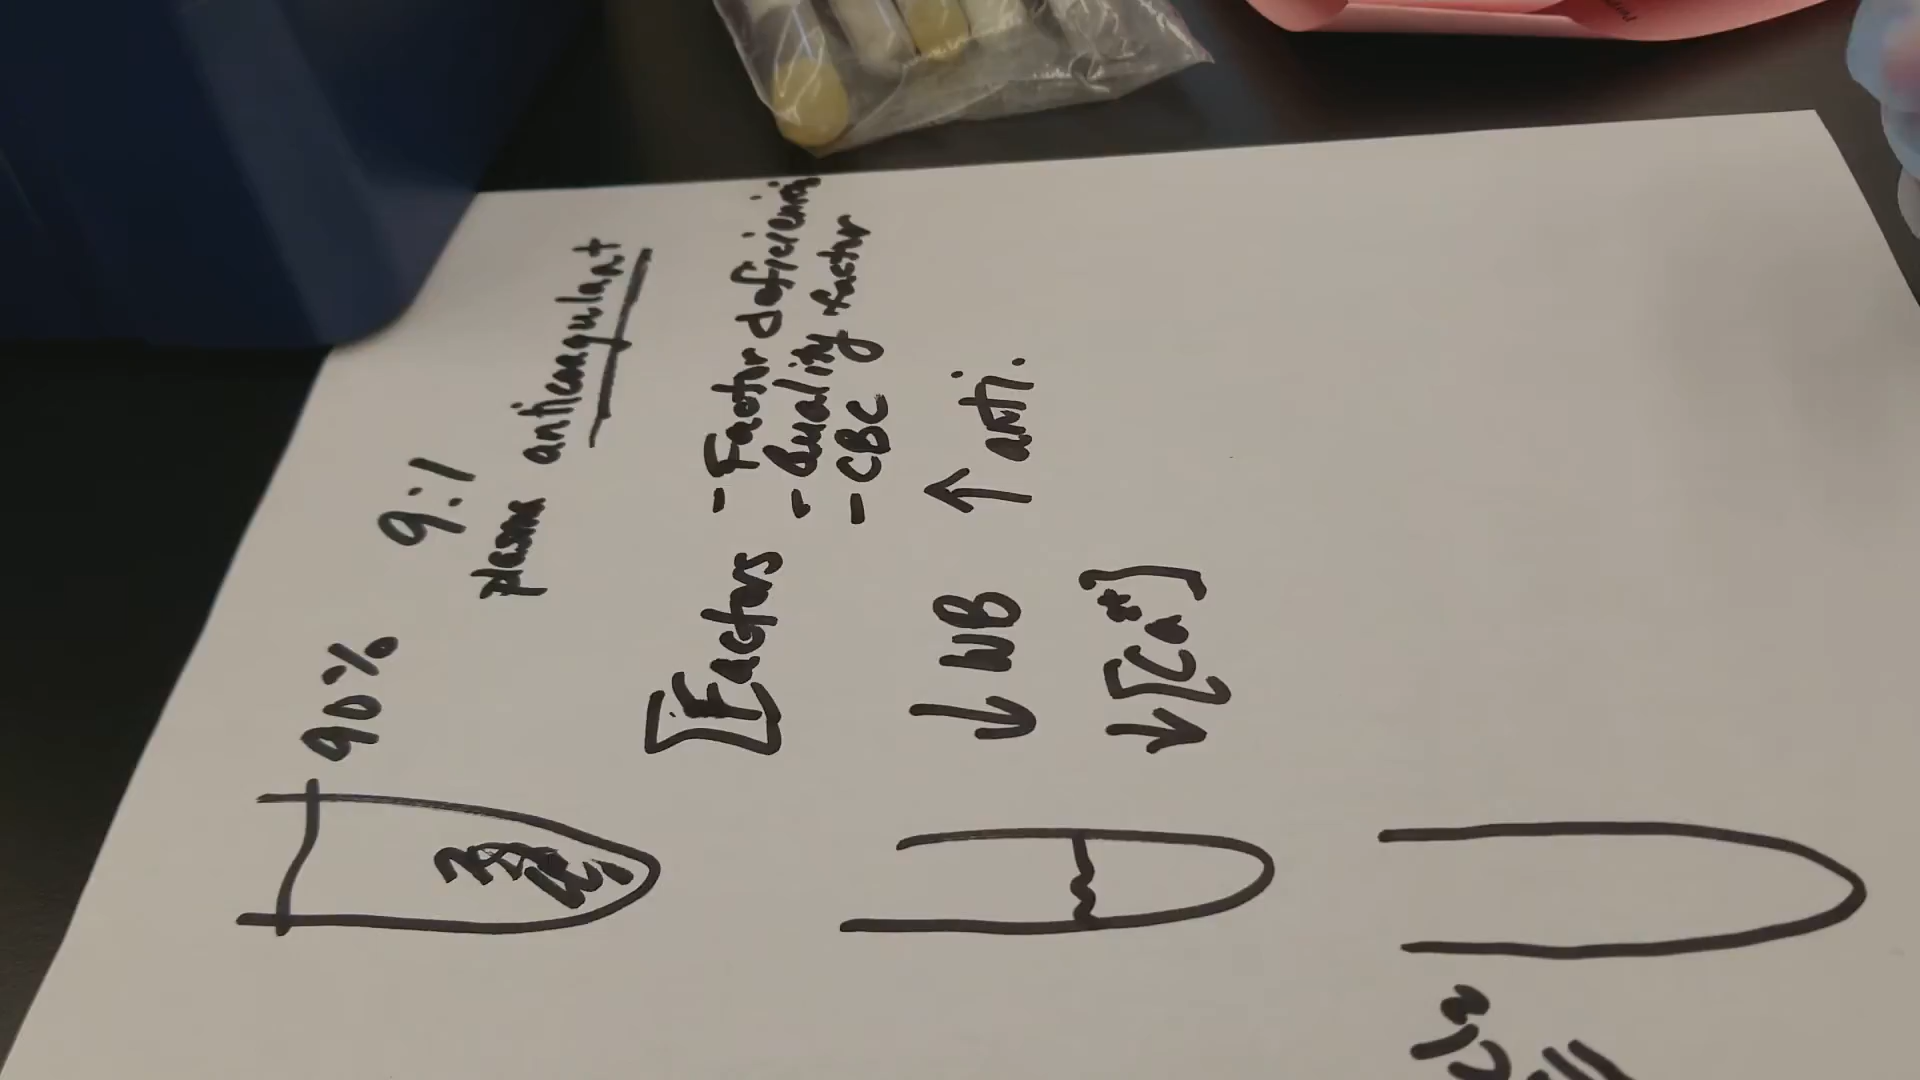 90%
9:1
plasma anticoagulant
[Factors
- Factor deficiencies
- Quality factor
- CBC
↓ WB ↑ anti.
↓ [Ca++]